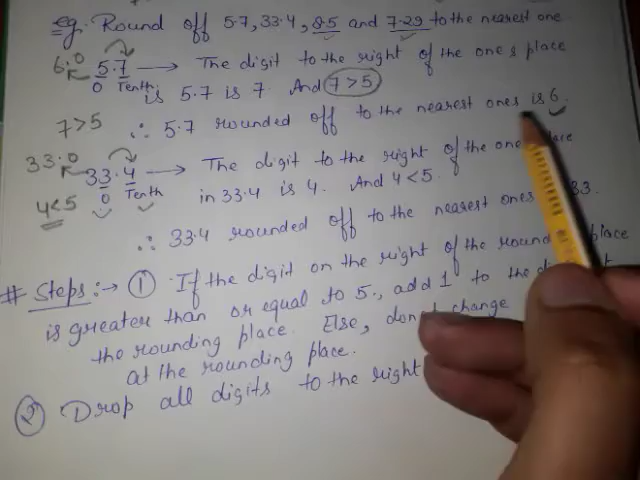 eg. Round off 5.7, 33.4, 8.5 and 7.29 to the nearest one
6.0 5.7 → The digit to the right of the ones place
O Tenth is 5.7 is 7. And 7 > 5
7>5 ∴ 5.7 rounded off to the nearest ones is 6.
33.0 33.4 → The digit to the right of the one place
4<5 O Tenth in 33.4 is 4. And 4 < 5.
∴ 33.4 rounded off to the nearest ones 33.
# Steps :→ ① If the digit on the right of the place
is greater than or equal to 5., add 1 to the
the rounding place. Else, don't change
at the rounding place.
② Drop all digits to the right